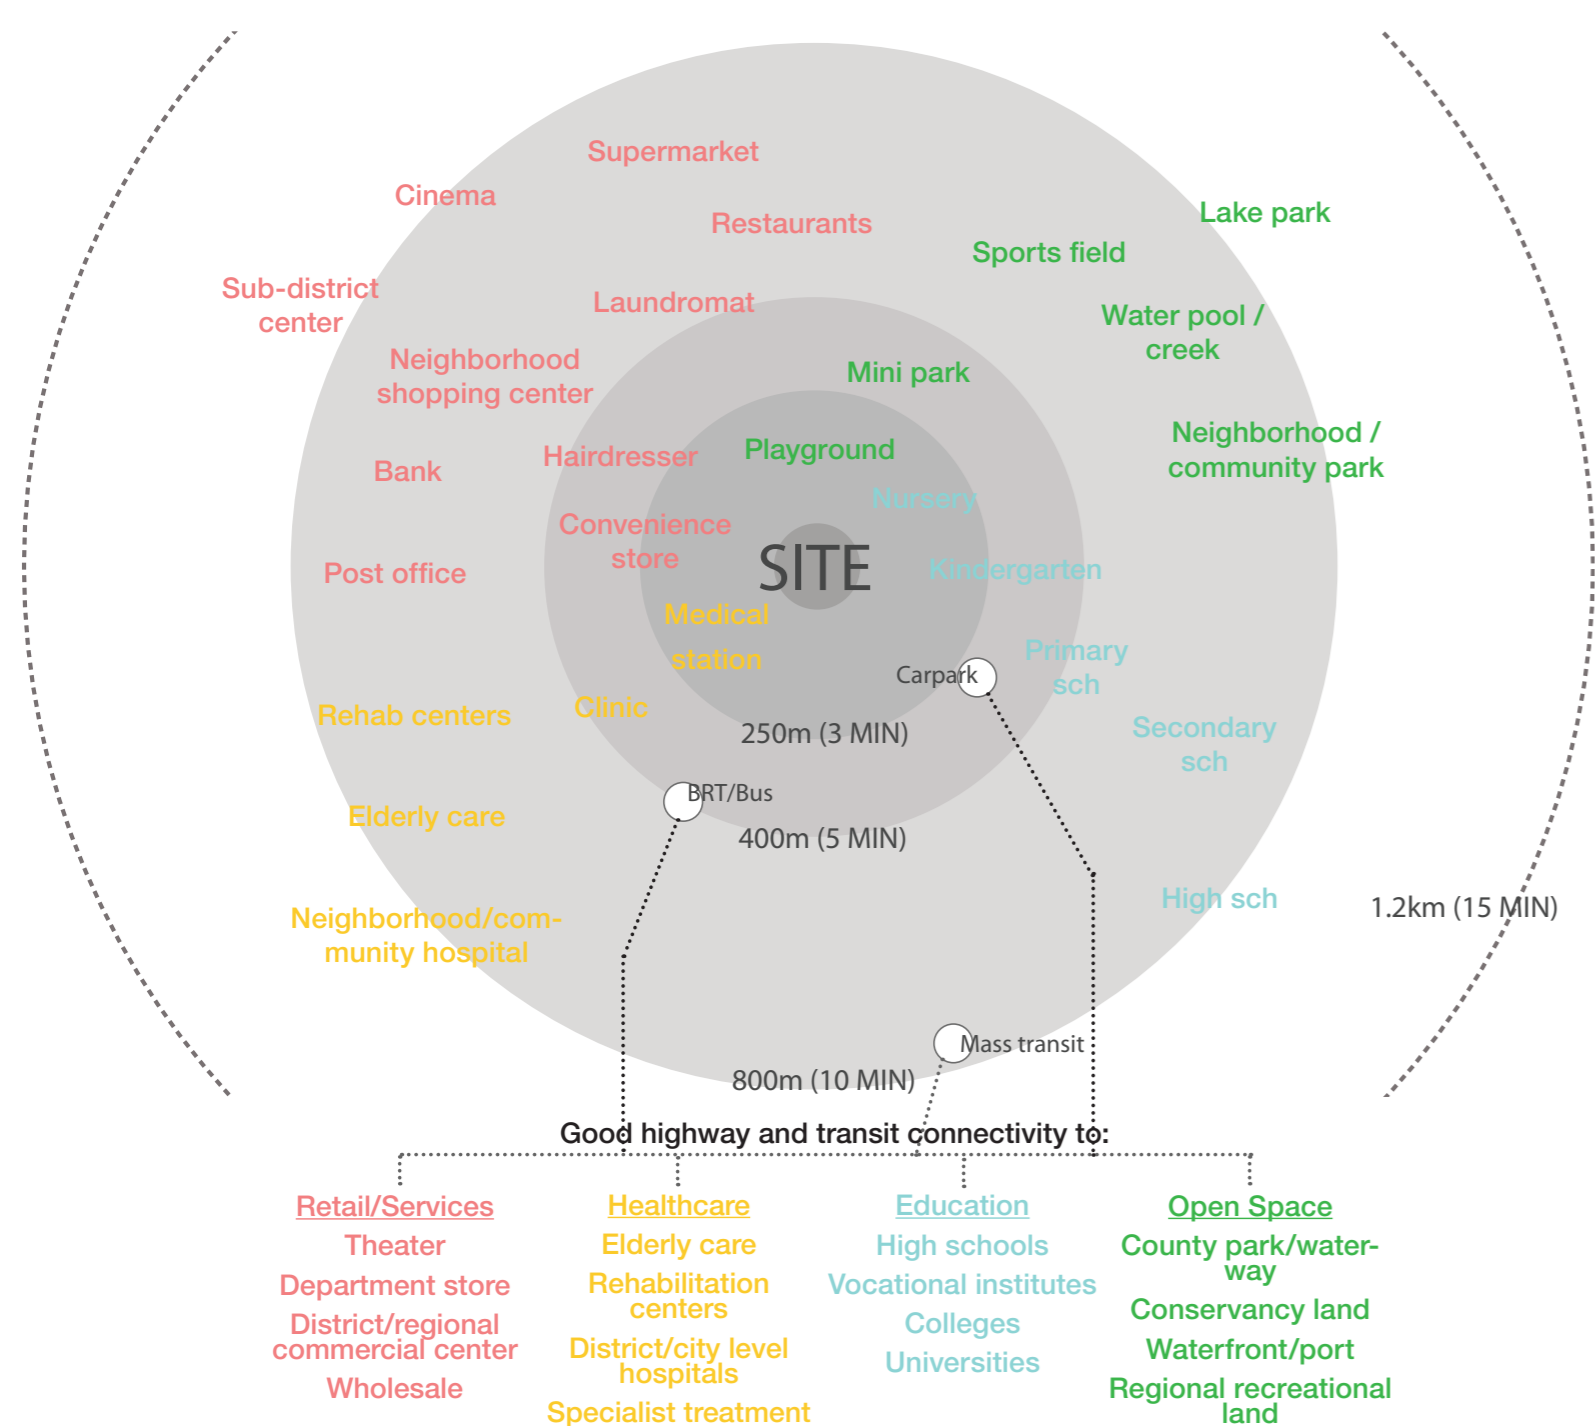 Supermarket
Cinema
Restaurants
Lake park
Sports field
Sub-district
center
Laundromat
Water pool /
creek
Neighborhood
shopping center
Mini park
Neighborhood /
community park
Playground
Hairdresser
Bank
Nursery
Convenience
store
SITE
Kindergarten
Post office
Medical
station
Primary
sch
Carpark
Clinic
Rehab centers
250m (3 MIN)
Secondary
sch
BRT/Bus
Elderly care
400m (5 MIN)
High sch
1.2km (15 MIN)
Neighborhood/com-
munity hospital
Mass transit
800m (10 MIN)
Good highway and transit connectivity to:
Retail/Services
Theater
Department store
District/regional
commercial center
Wholesale
Healthcare
Elderly care
Rehabilitation
centers
District/city level
hospitals
Specialist treatment
Education
High schools
Vocational institutes
Colleges
Universities
Open Space
County park/water-
way
Conservancy land
Waterfront/port
Regional recreational
land